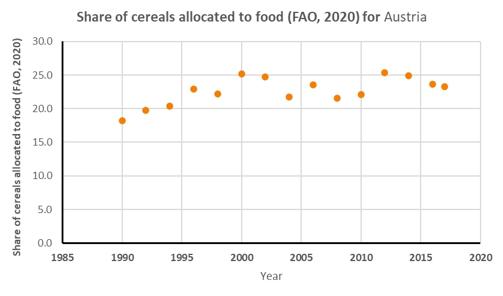 Share of cereals allocated to food (FAO, 2020) for Austria
Share of cereals allocated to food (FAO, 2020)
30.0
25.0
20.0
15.0
10.0
5.0
0.0
1985 1990 1995 2000 2005 2010 2015 2020
Year